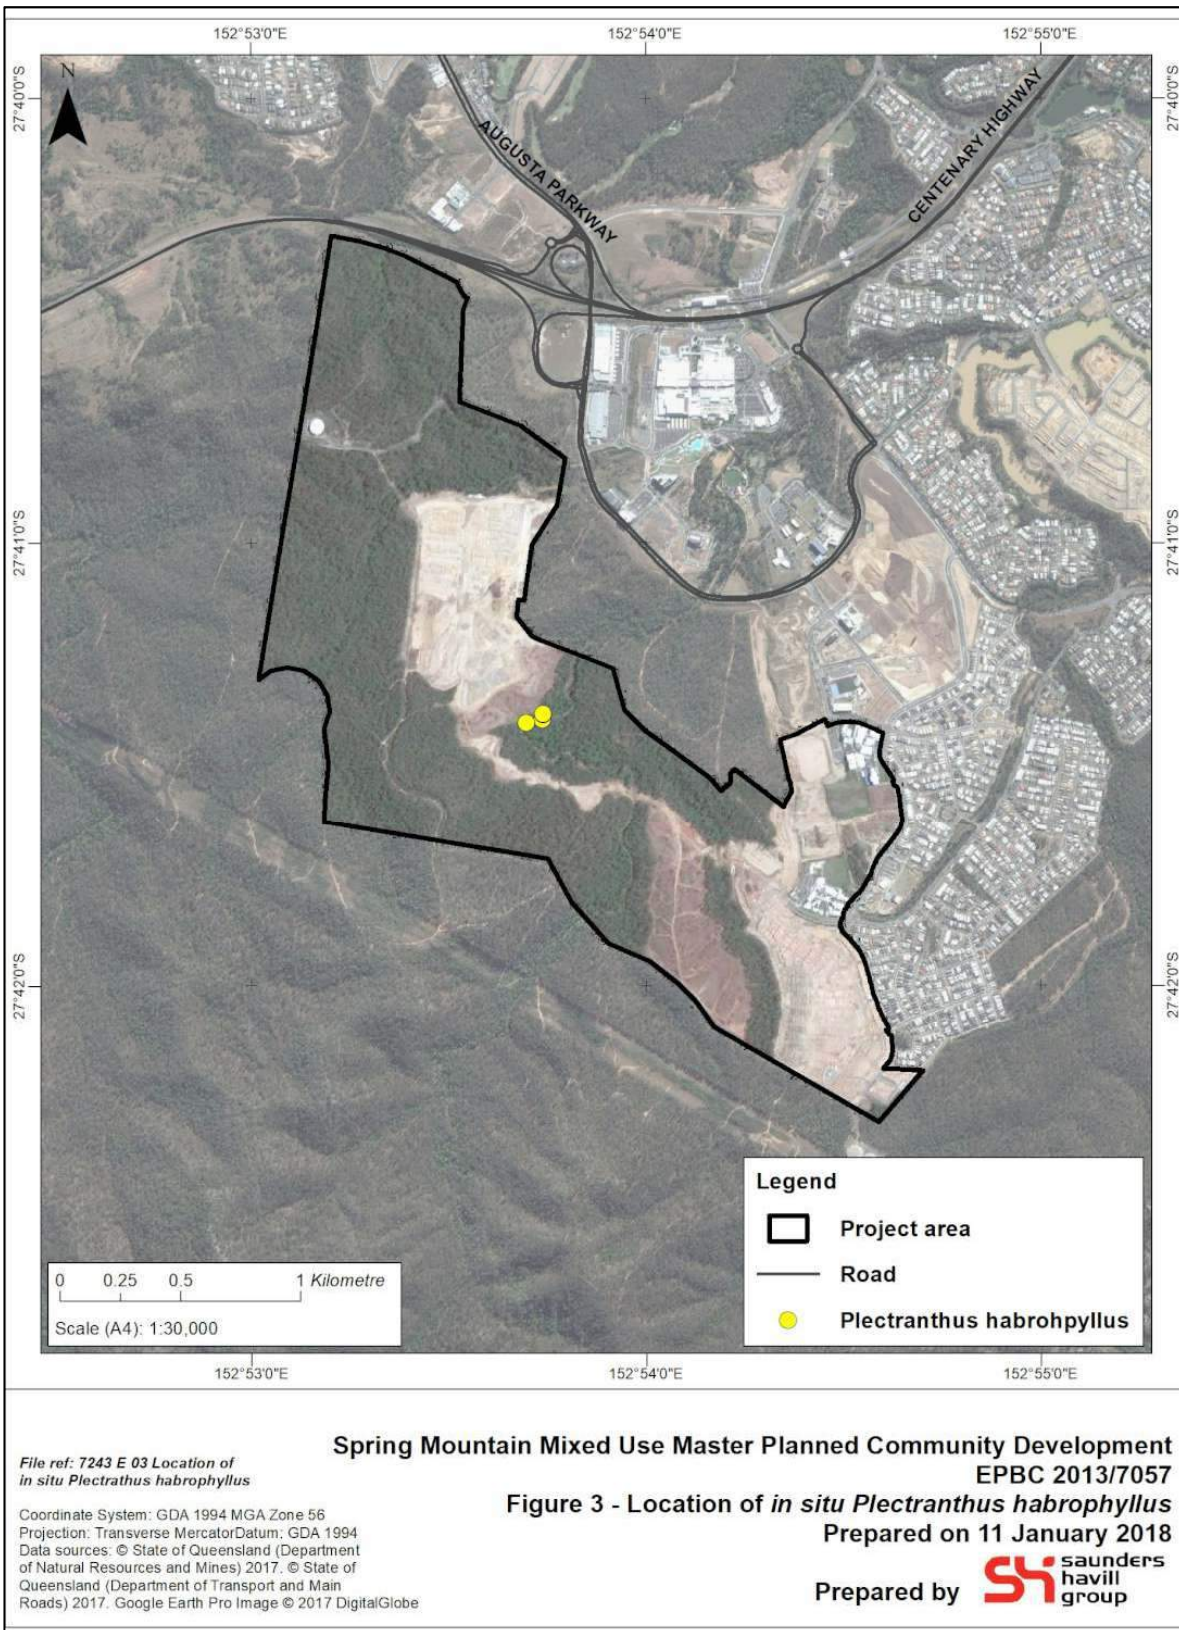 152°53'0"E
152°54'0"E
152°55'0"E
27°40'0"S
27°40'0"S
N
AUGUSTA PARKWAY
CENTENARY HIGHWAY
27°41'0"S
27°41'0"S
27°42'0"S
27°42'0"S
Legend
Project area
Road
Plectranthus habrohpyllus
0 0.25 0.5 1 Kilometre
Scale (A4): 1:30,000
152°53'0"E
152°54'0"E
152°55'0"E
Spring Mountain Mixed Use Master Planned Community Development
EPBC 2013/7057
Figure 3 - Location of in situ Plectranthus habrophyllus
Prepared on 11 January 2018
Prepared by
sh saunders
havill
group
File ref: 7243 E 03 Location of
in situ Plectrathus habrophyllus
Coordinate System: GDA 1994 MGA Zone 56
Projection: Transverse MercatorDatum: GDA 1994
Data sources: © State of Queensland (Department
of Natural Resources and Mines) 2017. © State of
Queensland (Department of Transport and Main
Roads) 2017. Google Earth Pro Image © 2017 DigitalGlobe